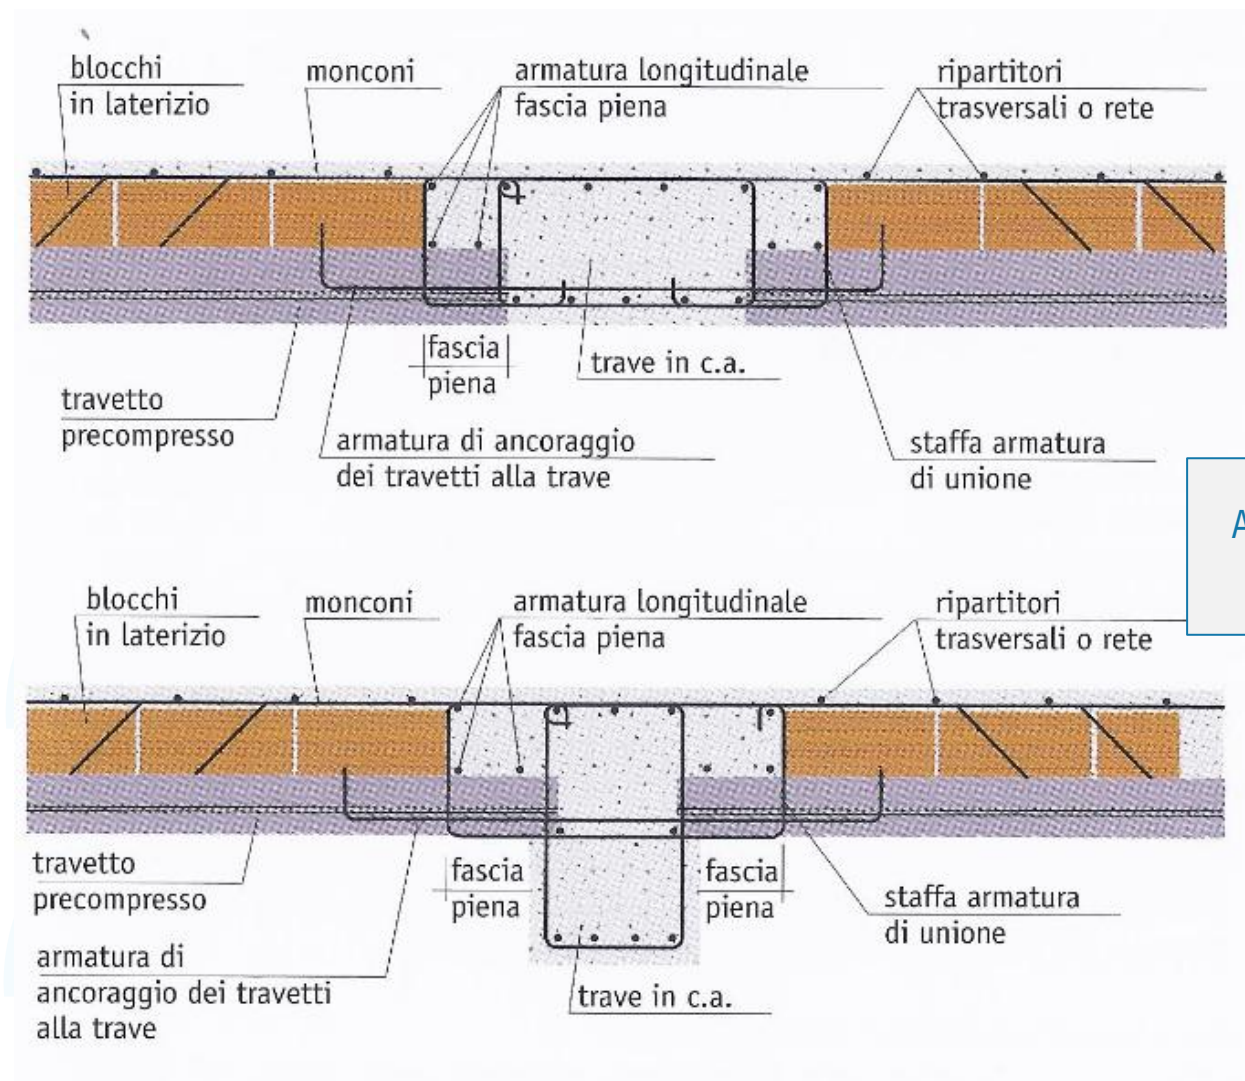 blocchi
in laterizio
monconi
armatura longitudinale
fascia piena
ripartitori
trasversali o rete
fascia
piena
trave in c.a.
travetto
precompresso
armatura di ancoraggio
dei travetti alla trave
staffa armatura
di unione
A
blocchi
in laterizio
monconi
armatura longitudinale
fascia piena
ripartitori
trasversali o rete
travetto
precompresso
fascia
piena
fascia
piena
staffa armatura
di unione
armatura di
ancoraggio dei travetti
alla trave
trave in c.a.